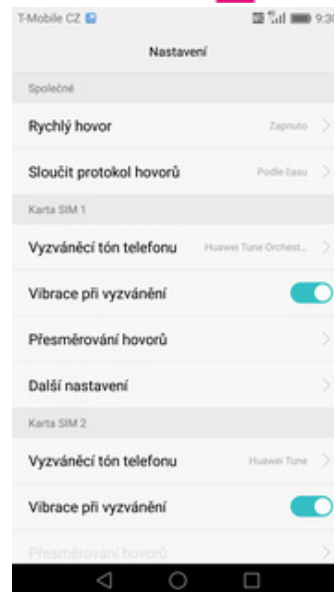 T-Mobile CZ 9:30
Nastavení
Společné
Rychlý hovor Zapnuto
Sloučit protokol hovorů Podle času
Karta SIM 1
Vyzváněcí tón telefonu Huawei Tune Orchest...
Vibrace při vyzvánění
Přesměrování hovorů
Další nastavení
Karta SIM 2
Vyzváněcí tón telefonu Huawei Tune
Vibrace při vyzvánění
Přesměrování hovorů